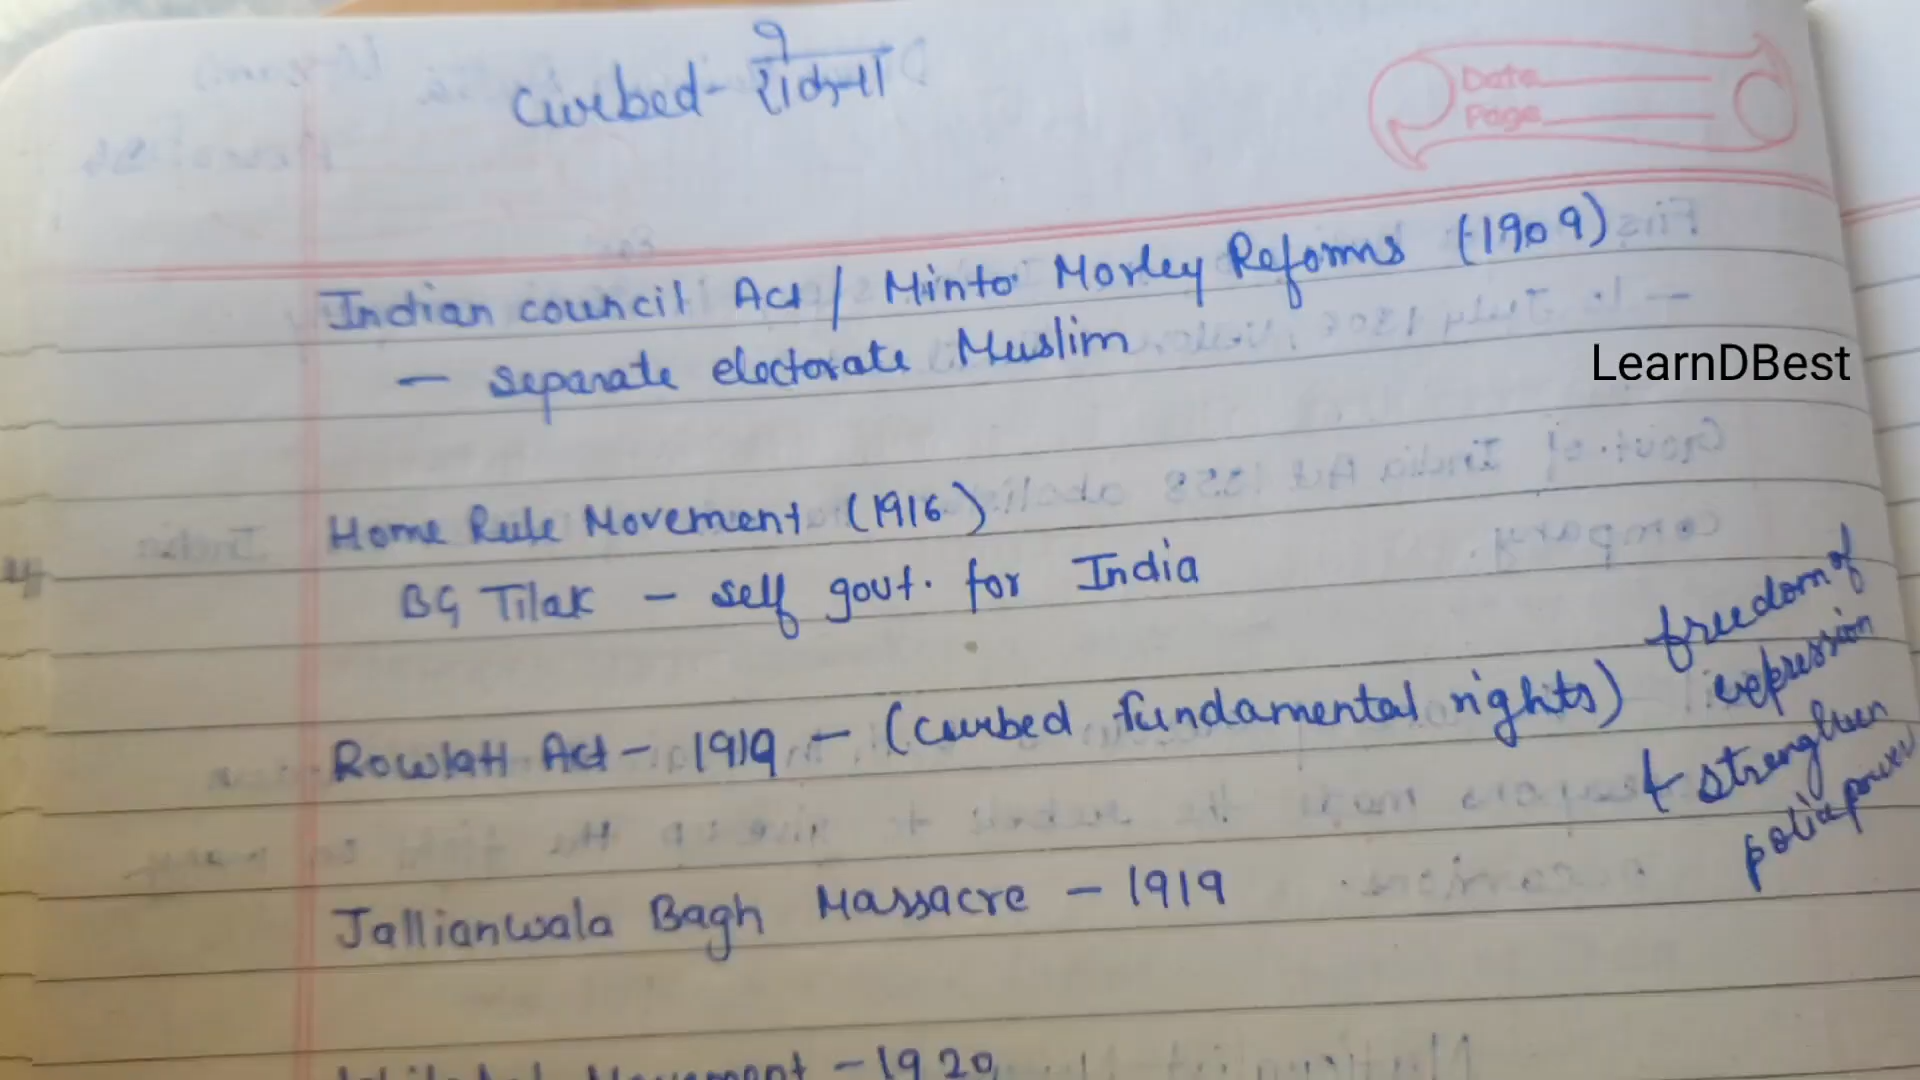 curbed - रोकना
Date
Page
Indian council Act / Minto Morley Reforms (1909)
— separate electorate Muslim
LearnDBest
Home Rule Movement (1916)
BG Tilak — self govt. for India
Rowlatt Act - 1919 - (curbed fundamental rights)
freedom of
expression
& strengthen
police power
Jallianwala Bagh Massacre - 1919
Movement - 1920